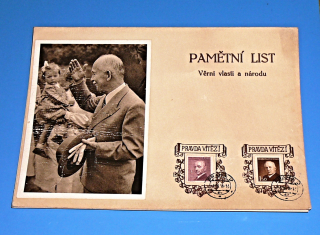 PAMĚTNÍ LIST
Věrni vlasti a národu
PRAVDA VÍTĚZÍ
PRAVDA VÍTĚZÍ